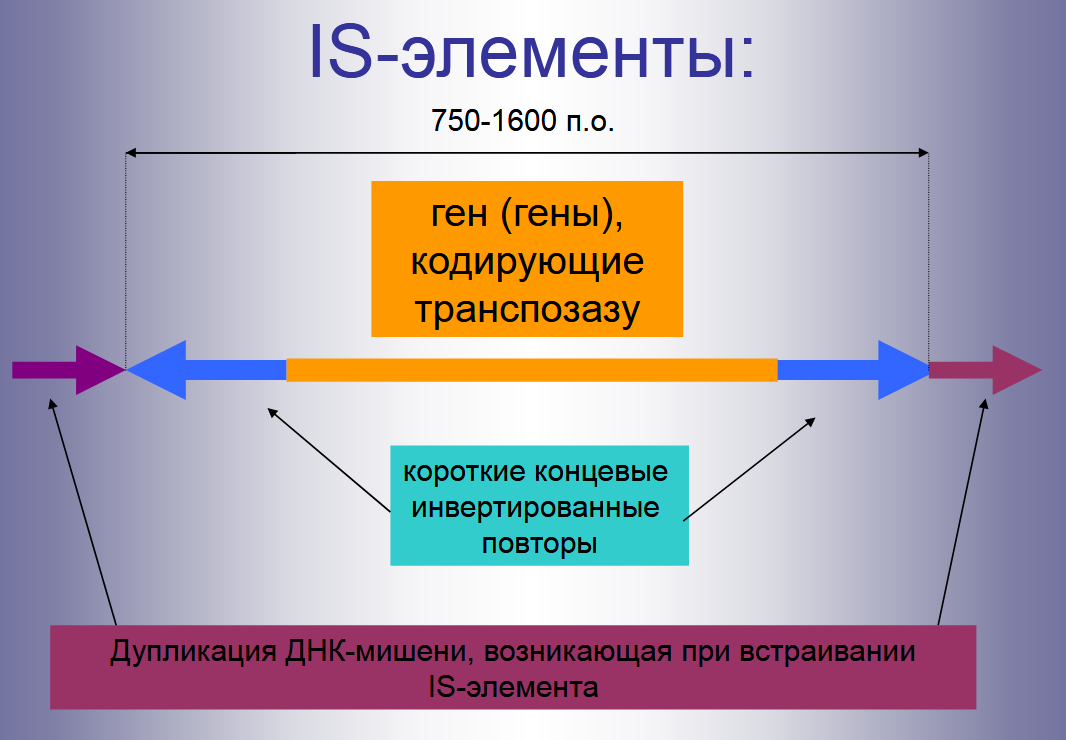 IS-элементы:
750-1600 п.о.
ген (гены),
кодирующие
транспозазу
короткие концевые
инвертированные
повторы
Дупликация ДНК-мишени, возникающая при встраивании
IS-элемента